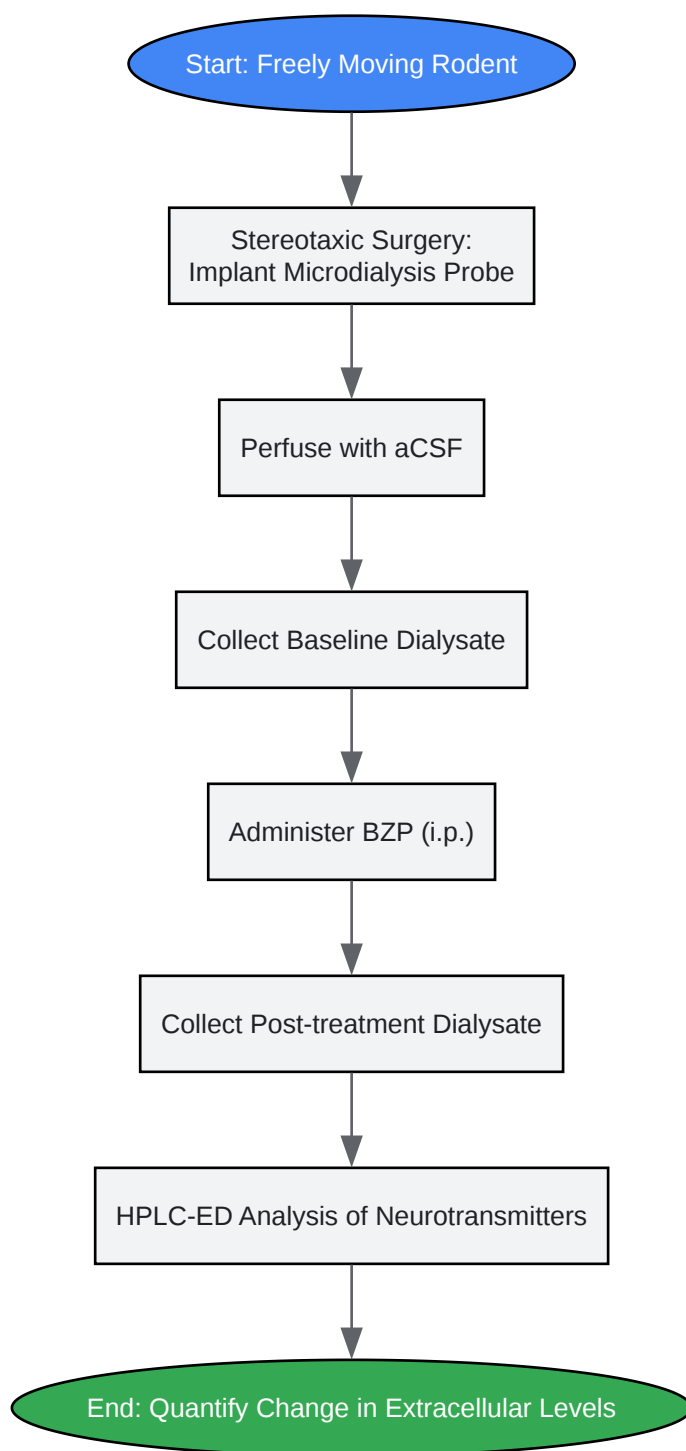 Start: Freely Moving Rodent
Stereotaxic Surgery:
Implant Microdialysis Probe
Perfuse with aCSF
Collect Baseline Dialysate
Administer BZP (i.p.)
Collect Post-treatment Dialysate
HPLC-ED Analysis of Neurotransmitters
End: Quantify Change in Extracellular Levels